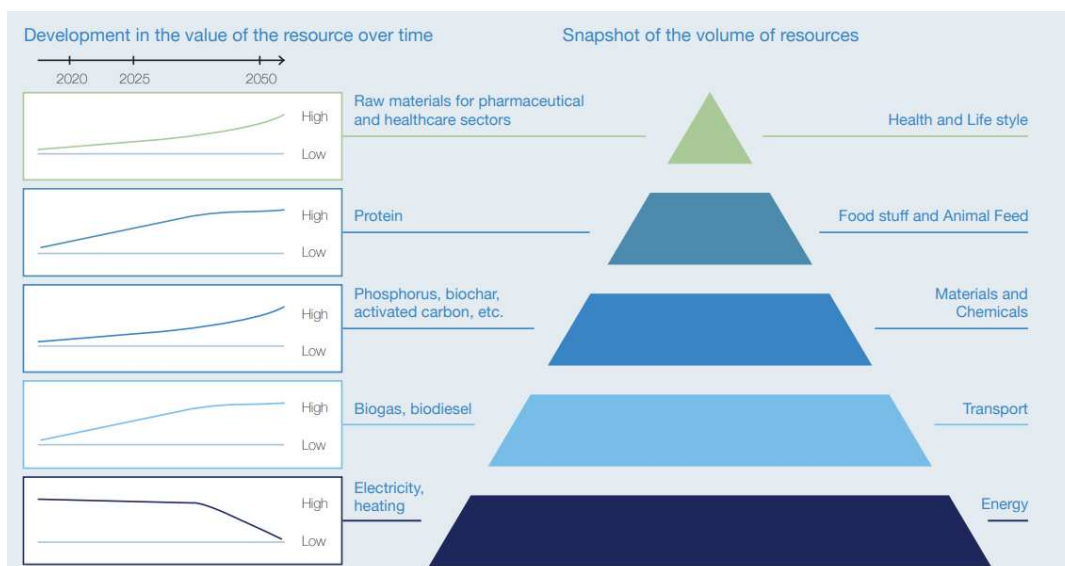 Development in the value of the resource over time
Snapshot of the volume of resources
2020 2025 2050
High
Low
Raw materials for pharmaceutical
and healthcare sectors
Health and Life style
High
Low
Protein
Food stuff and Animal Feed
High
Low
Phosphorus, biochar,
activated carbon, etc.
Materials and
Chemicals
High
Low
Biogas, biodiesel
Transport
High
Low
Electricity,
heating
Energy